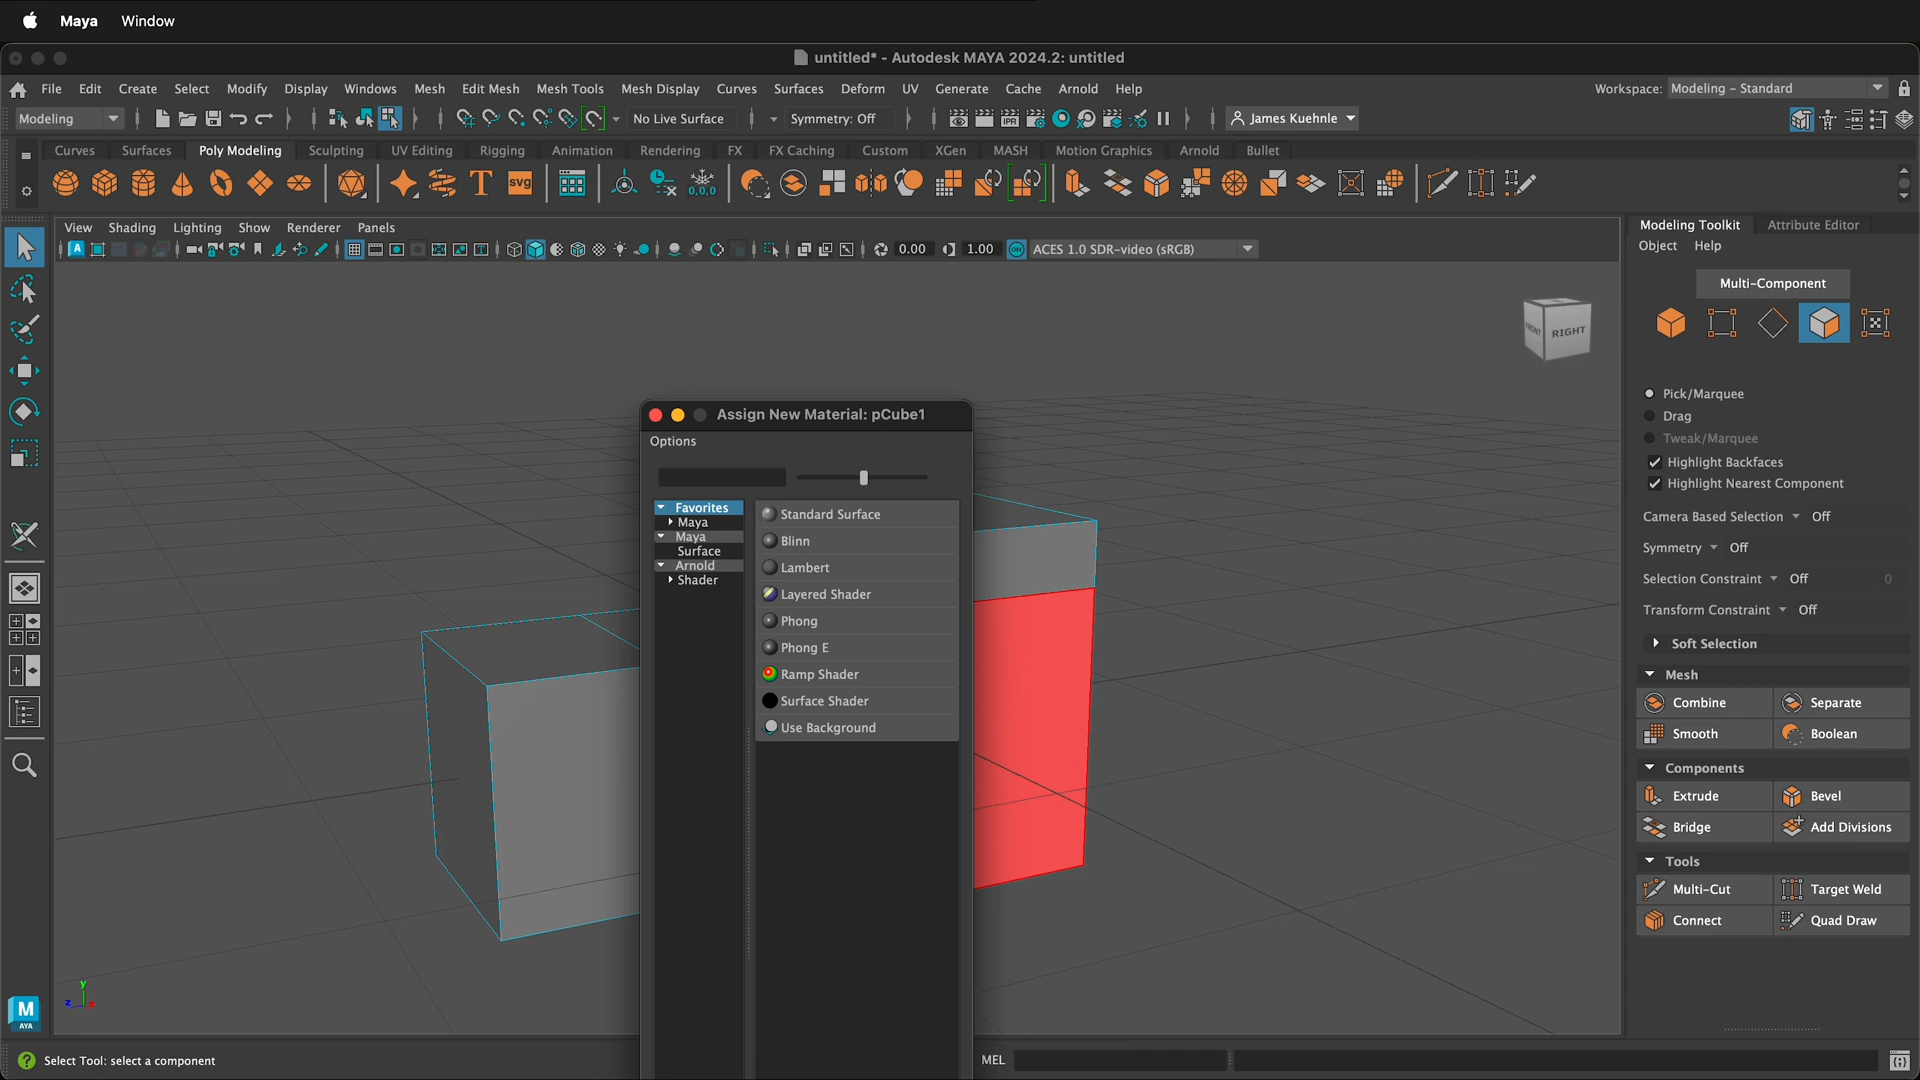 Maya Window
untitled* - Autodesk MAYA 2024.2: untitled
File Edit Create Select Modify Display Windows Mesh Edit Mesh Mesh Tools Mesh Display Curves Surfaces Deform UV Generate Cache Arnold Help
Workspace: Modeling - Standard
Modeling No Live Surface Symmetry: Off James Kuehnle
Curves Surfaces Poly Modeling Sculpting UV Editing Rigging Animation Rendering FX FX Caching Custom XGen MASH Motion Graphics Arnold Bullet
T svg 0,0,0
View Shading Lighting Show Renderer Panels
0.00 1.00 ON ACES 1.0 SDR-video (sRGB)
Modeling Toolkit Attribute Editor
Object Help
Multi-Component
FRONT RIGHT
Pick/Marquee
Drag
Tweak/Marquee
Highlight Backfaces
Highlight Nearest Component
Camera Based Selection Off
Symmetry Off
Selection Constraint Off 0
Transform Constraint Off
Soft Selection
Mesh
Combine Separate
Smooth Boolean
Components
Extrude Bevel
Bridge Add Divisions
Tools
Multi-Cut Target Weld
Connect Quad Draw
Assign New Material: pCube1
Options
Favorites
Maya
Maya
Surface
Arnold
Shader
Standard Surface
Blinn
Lambert
Layered Shader
Phong
Phong E
Ramp Shader
Surface Shader
Use Background
y
z x
M
AYA
Select Tool: select a component
MEL